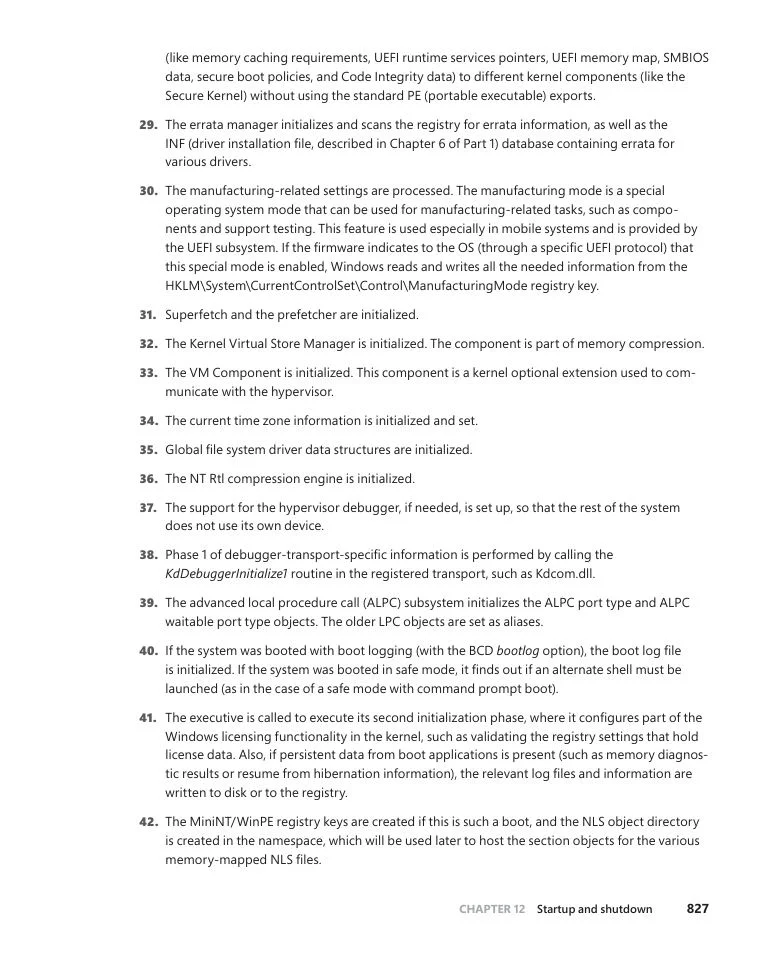 (like memory caching requirements, UEFI runtime services pointers, UEFI memory map, SMBIOS
data, secure boot policies, and Code Integrity data) to different kernel components (like the
Secure Kernel) without using the standard PE (portable executable) exports.
29. The errata manager initializes and scans the registry for errata information, as well as the
INF (driver installation file, described in Chapter 6 of Part 1) database containing errata for
various drivers.
30. The manufacturing-related settings are processed. The manufacturing mode is a special
operating system mode that can be used for manufacturing-related tasks, such as compo-
nents and support testing. This feature is used especially in mobile systems and is provided by
the UEFI subsystem. If the firmware indicates to the OS (through a specific UEFI protocol) that
this special mode is enabled, Windows reads and writes all the needed information from the
HKLM\System\CurrentControlSet\Control\ManufacturingMode registry key.
31. Superfetch and the prefetcher are initialized.
32. The Kernel Virtual Store Manager is initialized. The component is part of memory compression.
33. The VM Component is initialized. This component is a kernel optional extension used to com-
municate with the hypervisor.
34. The current time zone information is initialized and set.
35. Global file system driver data structures are initialized.
36. The NT Rtl compression engine is initialized.
37. The support for the hypervisor debugger, if needed, is set up, so that the rest of the system
does not use its own device.
38. Phase 1 of debugger-transport-specific information is performed by calling the
KdDebuggerInitialize1 routine in the registered transport, such as Kdcom.dll.
39. The advanced local procedure call (ALPC) subsystem initializes the ALPC port type and ALPC
waitable port type objects. The older LPC objects are set as aliases.
40. If the system was booted with boot logging (with the BCD bootlog option), the boot log file
is initialized. If the system was booted in safe mode, it finds out if an alternate shell must be
launched (as in the case of a safe mode with command prompt boot).
41. The executive is called to execute its second initialization phase, where it configures part of the
Windows licensing functionality in the kernel, such as validating the registry settings that hold
license data. Also, if persistent data from boot applications is present (such as memory diagnos-
tic results or resume from hibernation information), the relevant log files and information are
written to disk or to the registry.
42. The MiniNT/WinPE registry keys are created if this is such a boot, and the NLS object directory
is created in the namespace, which will be used later to host the section objects for the various
memory-mapped NLS files.
CHAPTER 12 Startup and shutdown 827